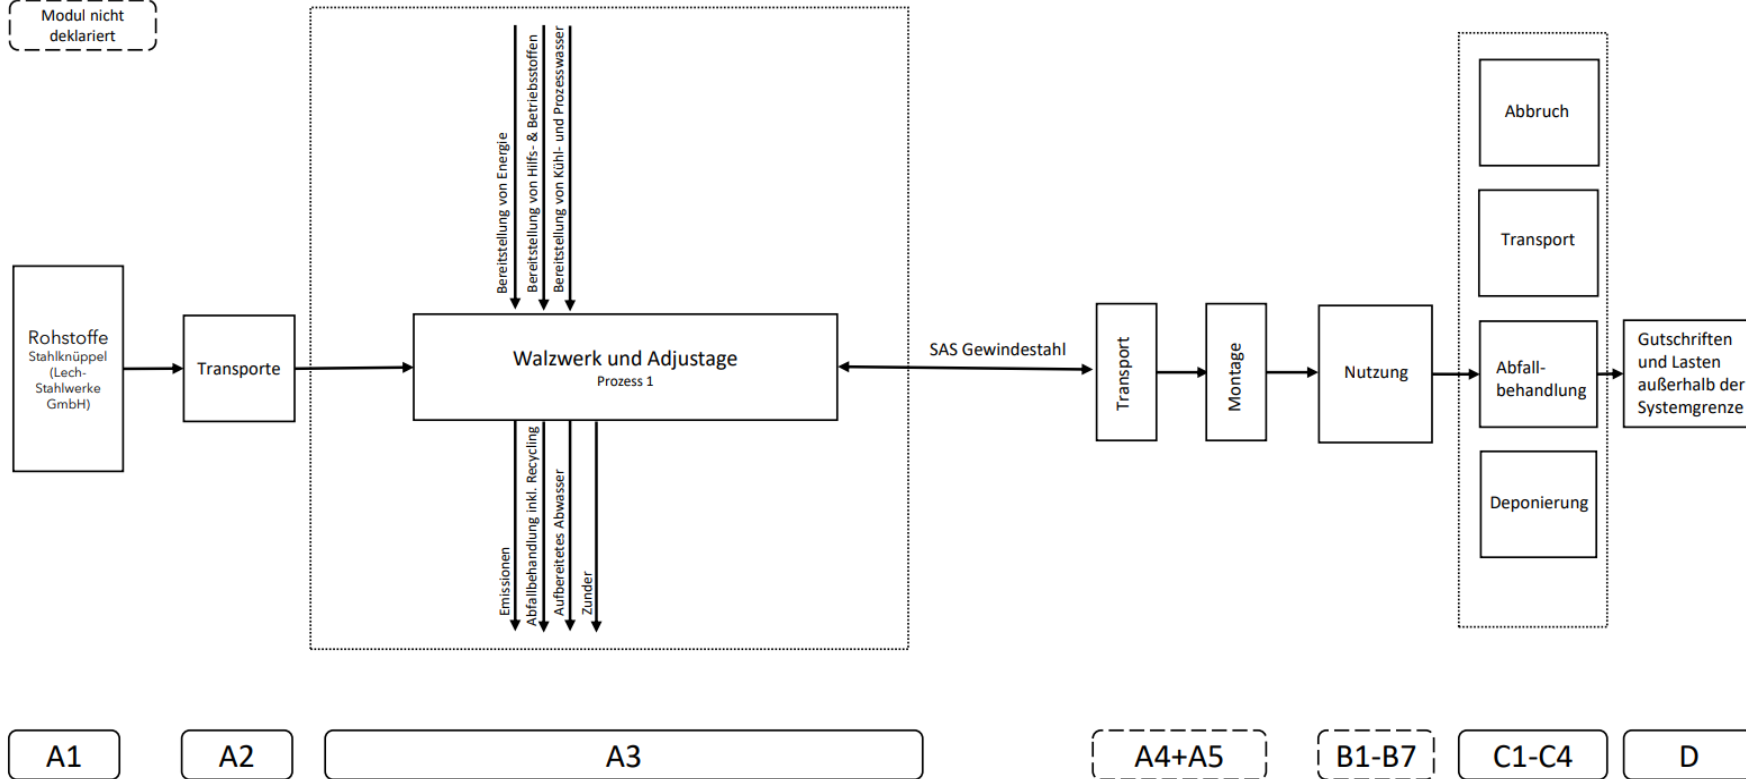 Modul nicht
deklariert
Bereitstellung von Energie
Bereitstellung von Hilfs- & Betriebsstoffen
Bereitstellung von Kühl- und Prozesswasser
Rohstoffe
Stahlknüppel
(Lech-
Stahlwerke
GmbH)
Transporte
Walzwerk und Adjustage
Prozess 1
Emissionen
Abfallbehandlung inkl. Recycling
Aufbereitetes Abwasser
Zunder
SAS Gewindestahl
Transport
Montage
Nutzung
Abbruch
Transport
Abfall-
behandlung
Deponierung
Gutschriften
und Lasten
außerhalb der
Systemgrenze
A1
A2
A3
A4+A5
B1-B7
C1-C4
D